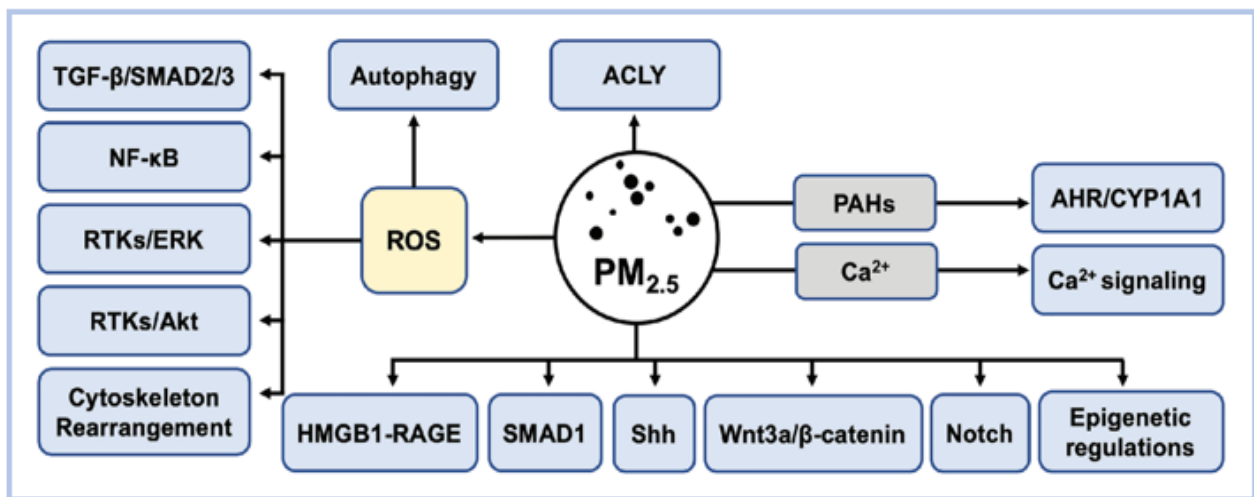 TGF-β/SMAD2/3
Autophagy
ACLY
NF-κB
PAHs
AHR/CYP1A1
RTKs/ERK
ROS
PM2.5
Ca²⁺
Ca²⁺ signaling
RTKs/Akt
Cytoskeleton
Rearrangement
HMGB1-RAGE
SMAD1
Shh
Wnt3a/β-catenin
Notch
Epigenetic
regulations